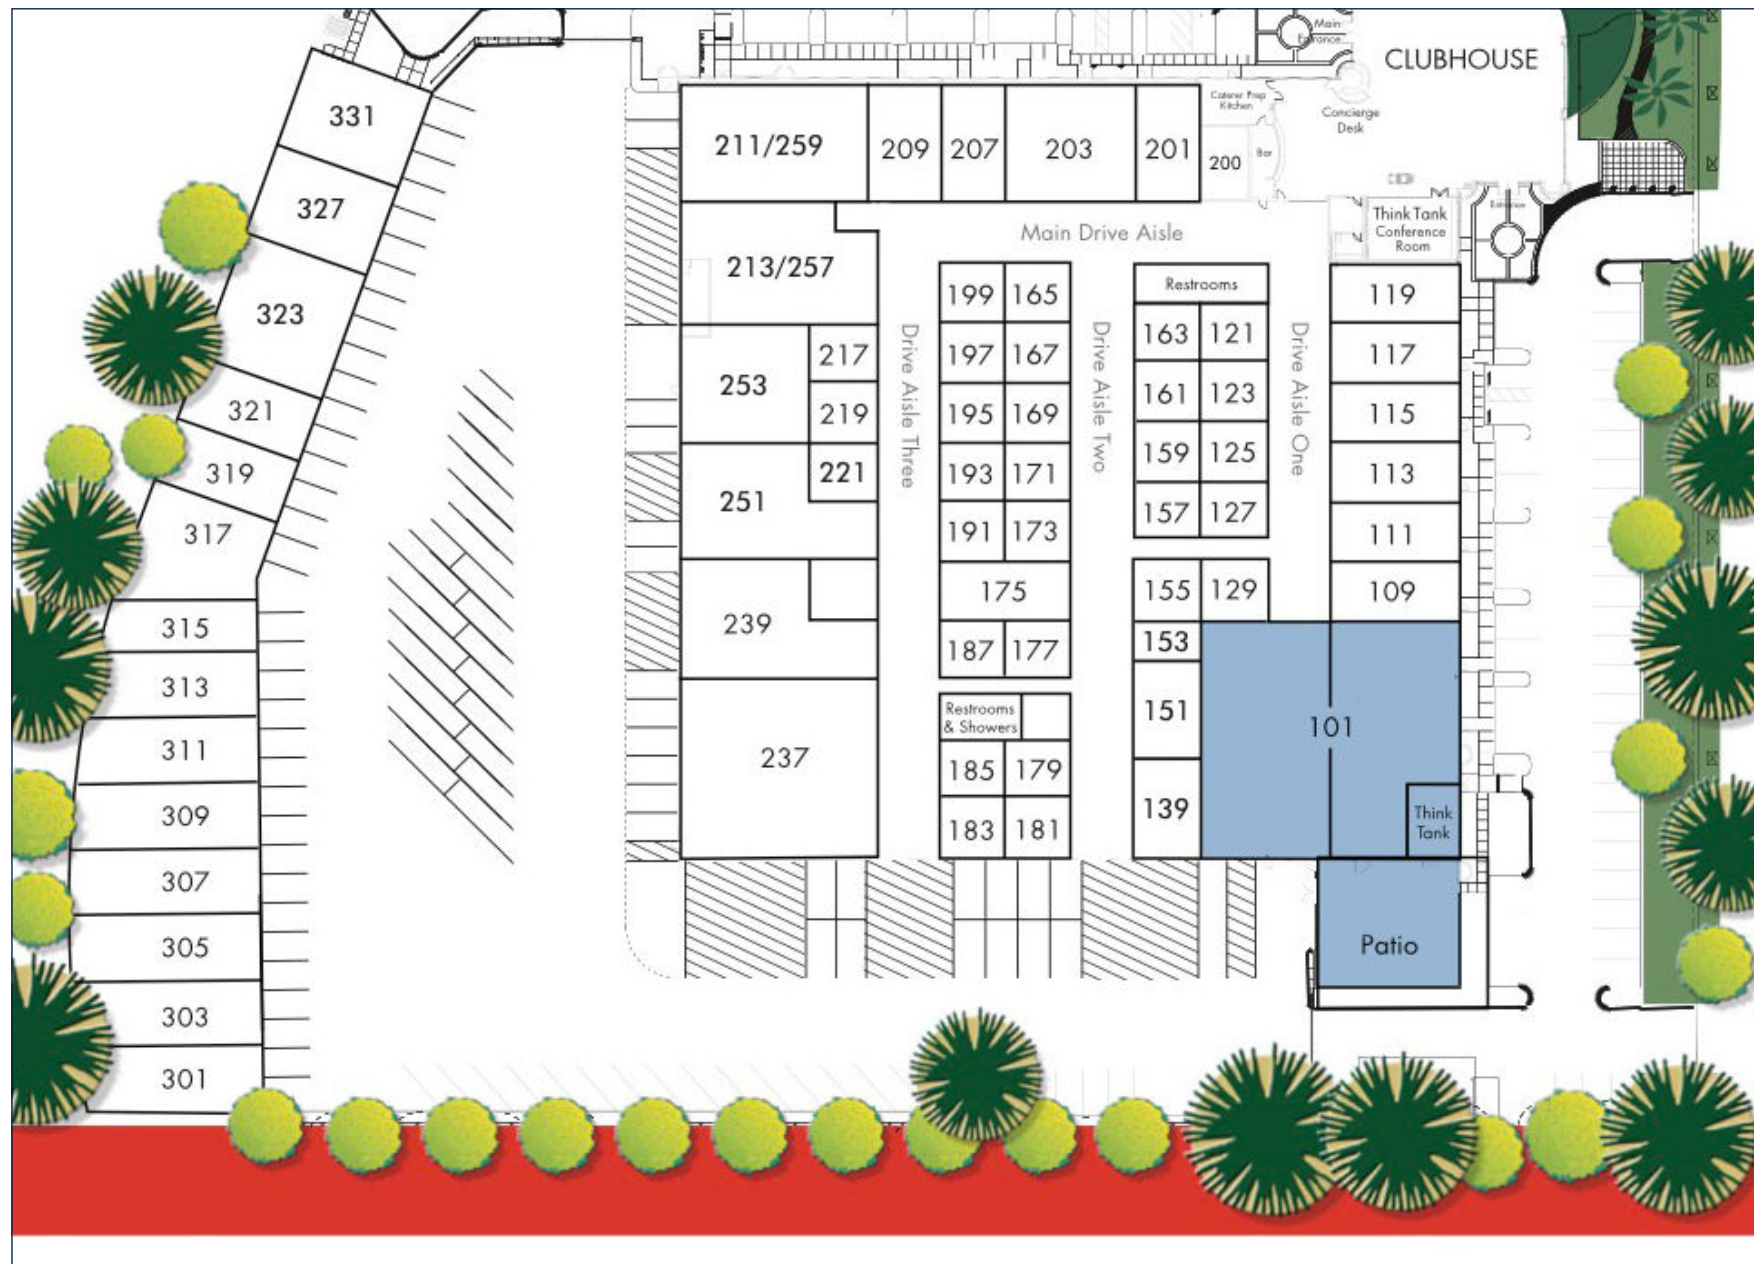 Main
Entrance
CLUBHOUSE
Caterer Prep
Kitchen
Concierge
Desk
331
211/259
209
207
203
201
200
Bar
327
Think Tank
Conference
Room
Entrance
Main Drive Aisle
213/257
323
199
165
Restrooms
119
163
121
217
197
167
117
253
Drive Aisle Three
Drive Aisle Two
Drive Aisle One
321
219
195
169
161
123
115
319
221
193
171
159
125
113
251
317
191
173
157
127
111
175
155
129
109
315
239
187
177
153
313
Restrooms
& Showers
151
101
311
237
185
179
309
183
181
139
Think
Tank
307
305
Patio
303
301